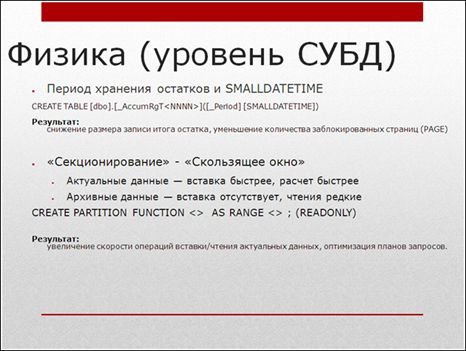 Физика (уровень СУБД)
Период хранения остатков и SMALLDATETIME
CREATE TABLE [dbo].[_AccumRgT<NNNN>]([_Period] [SMALLDATETIME])
Результат:
снижение размера записи итога остатка, уменьшение количества заблокированных страниц (PAGE)
«Секционирование» - «Скользящее окно»
Актуальные данные — вставка быстрее, расчет быстрее
Архивные данные — вставка отсутствует, чтения редкие
CREATE PARTITION FUNCTION <> AS RANGE <> ; (READONLY)
Результат:
увеличение скорости операций вставки/чтения актуальных данных, оптимизация планов запросов.